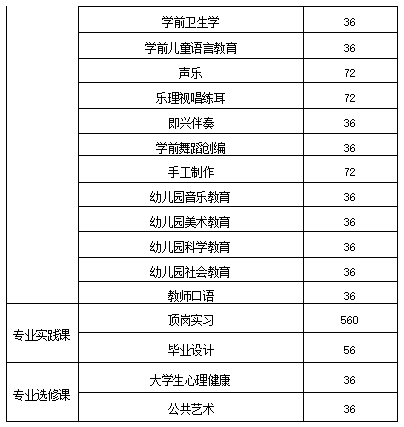 学前卫生学 36
学前儿童语言教育 36
声乐 72
乐理视唱练耳 72
即兴伴奏 36
学前舞蹈创编 36
手工制作 72
幼儿园音乐教育 36
幼儿园美术教育 36
幼儿园科学教育 36
幼儿园社会教育 36
教师口语 36
专业实践课
顶岗实习 560
毕业设计 56
专业选修课
大学生心理健康 36
公共艺术 36